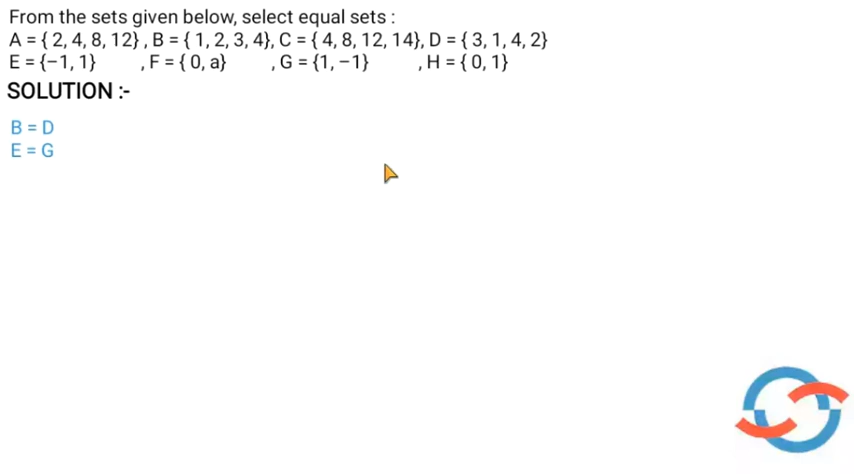 From the sets given below, select equal sets :
A = { 2, 4, 8, 12} , B = { 1, 2, 3, 4}, C = { 4, 8, 12, 14}, D = { 3, 1, 4, 2}
E = {−1, 1} , F = { 0, a} , G = {1, −1} , H = { 0, 1}
SOLUTION :-
B = D
E = G